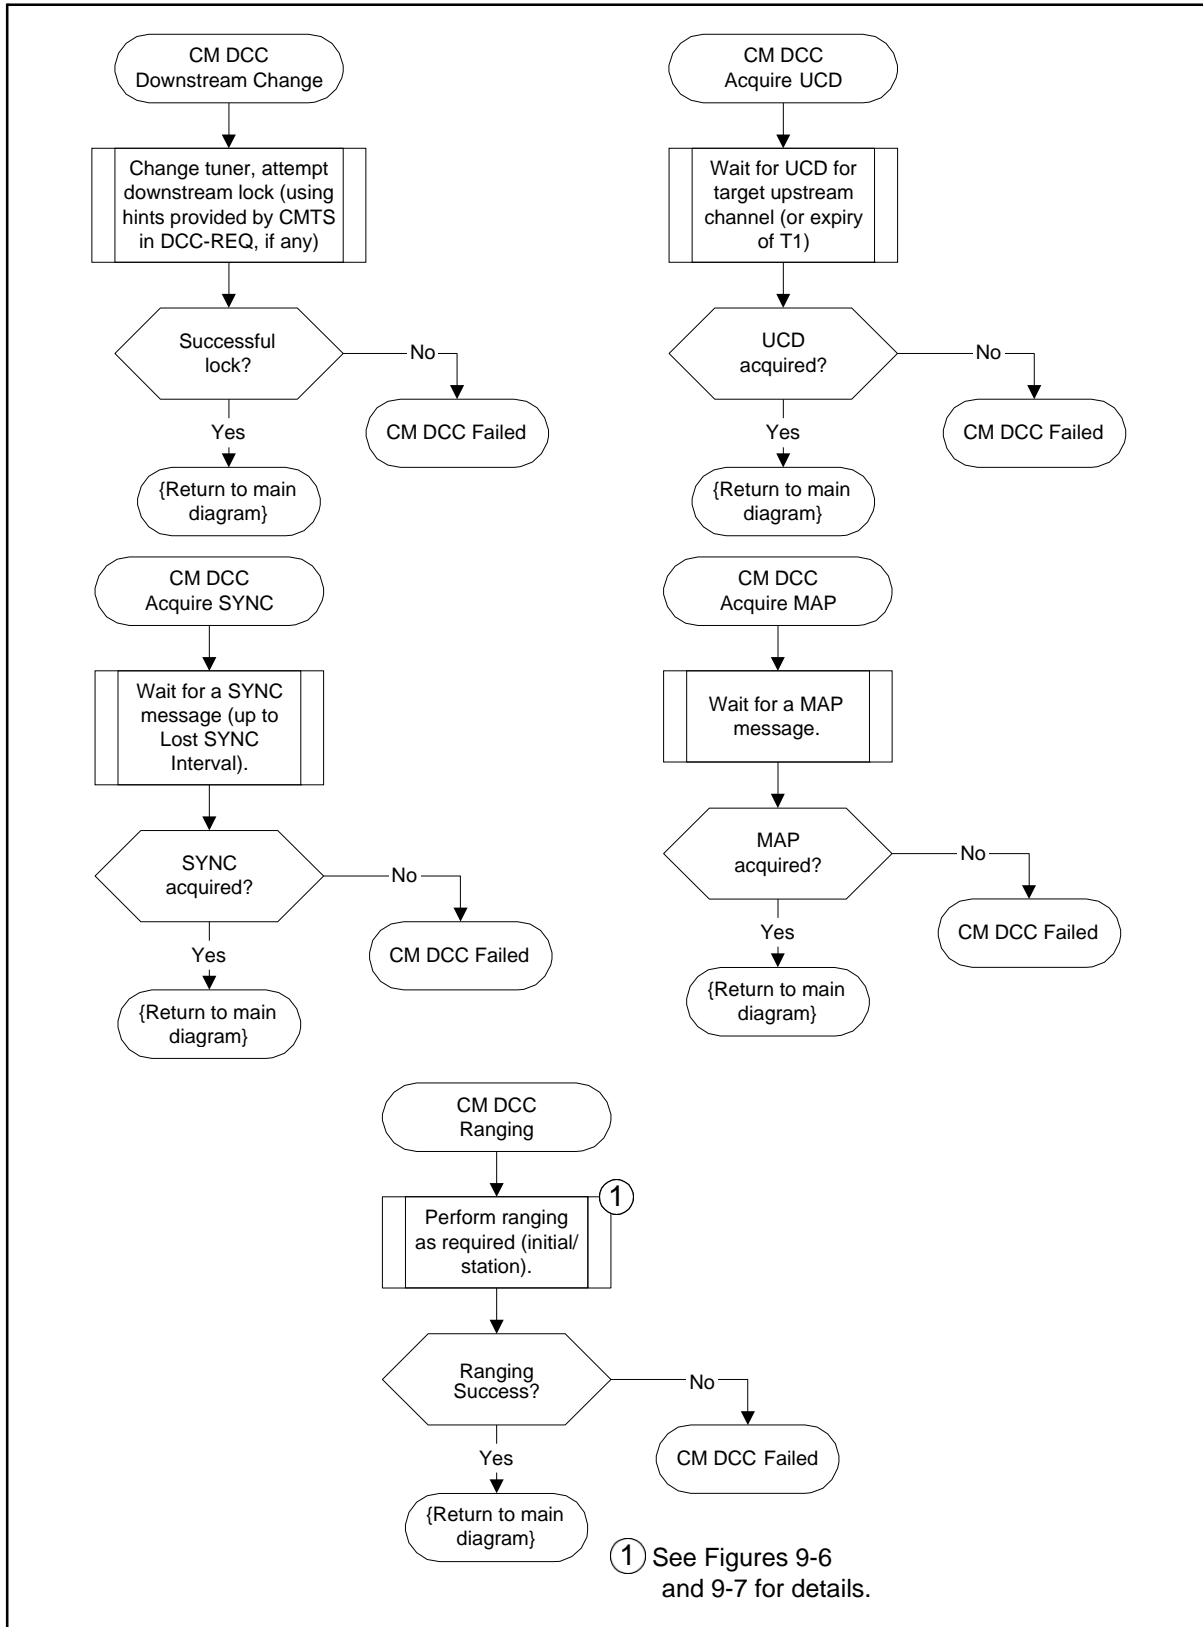 CM DCC
Downstream Change
Change tuner, attempt
downstream lock (using
hints provided by CMTS
in DCC-REQ, if any)
Successful
lock?
No
CM DCC Failed
Yes
{Return to main
diagram}
CM DCC
Acquire UCD
Wait for UCD for
target upstream
channel (or expiry
of T1)
UCD
acquired?
No
CM DCC Failed
Yes
{Return to main
diagram}
CM DCC
Acquire SYNC
Wait for a SYNC
message (up to
Lost SYNC
Interval).
SYNC
acquired?
No
CM DCC Failed
Yes
{Return to main
diagram}
CM DCC
Acquire MAP
Wait for a MAP
message.
MAP
acquired?
No
CM DCC Failed
Yes
{Return to main
diagram}
CM DCC
Ranging
1
Perform ranging
as required (initial/
station).
Ranging
Success?
No
CM DCC Failed
Yes
{Return to main
diagram}
1 See Figures 9-6
and 9-7 for details.